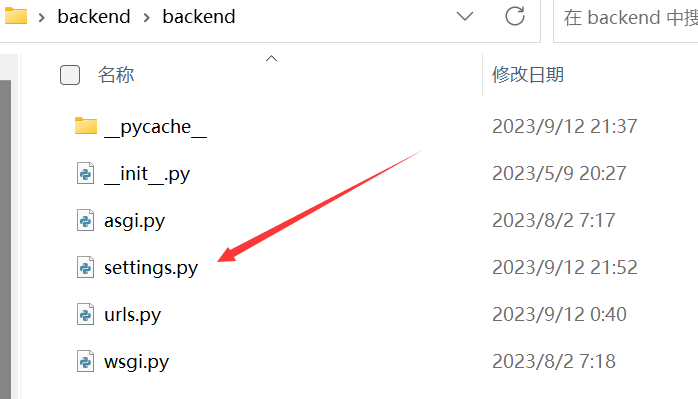 backend > backend
在 backend 中搜
名称 修改日期
__pycache__ 2023/9/12 21:37
__init__.py 2023/5/9 20:27
asgi.py 2023/8/2 7:17
settings.py 2023/9/12 21:52
urls.py 2023/9/12 0:40
wsgi.py 2023/8/2 7:18